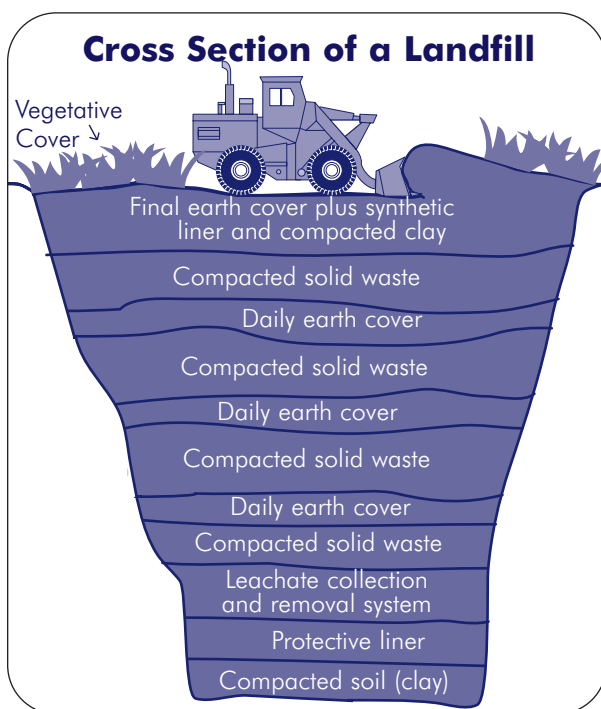 Cross Section of a Landfill
Vegetative
Cover
Final earth cover plus synthetic
liner and compacted clay
Compacted solid waste
Daily earth cover
Compacted solid waste
Daily earth cover
Compacted solid waste
Daily earth cover
Compacted solid waste
Leachate collection
and removal system
Protective liner
Compacted soil (clay)